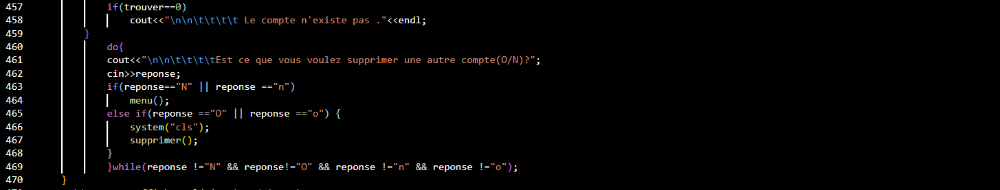 457 if(trouver==0)
458 cout<<"\n\n\t\t\t\t Le compte n'existe pas ."<<endl;
459 }
460 do{
461 cout<<"\n\n\t\t\t\tEst ce que vous voulez supprimer une autre compte(O/N)?";
462 cin>>reponse;
463 if(reponse=="N" || reponse =="n")
464 menu();
465 else if(reponse =="O" || reponse =="o") {
466 system("cls");
467 supprimer();
468 }
469 }while(reponse !="N" && reponse!="O" && reponse !="n" && reponse !="o");
470 }